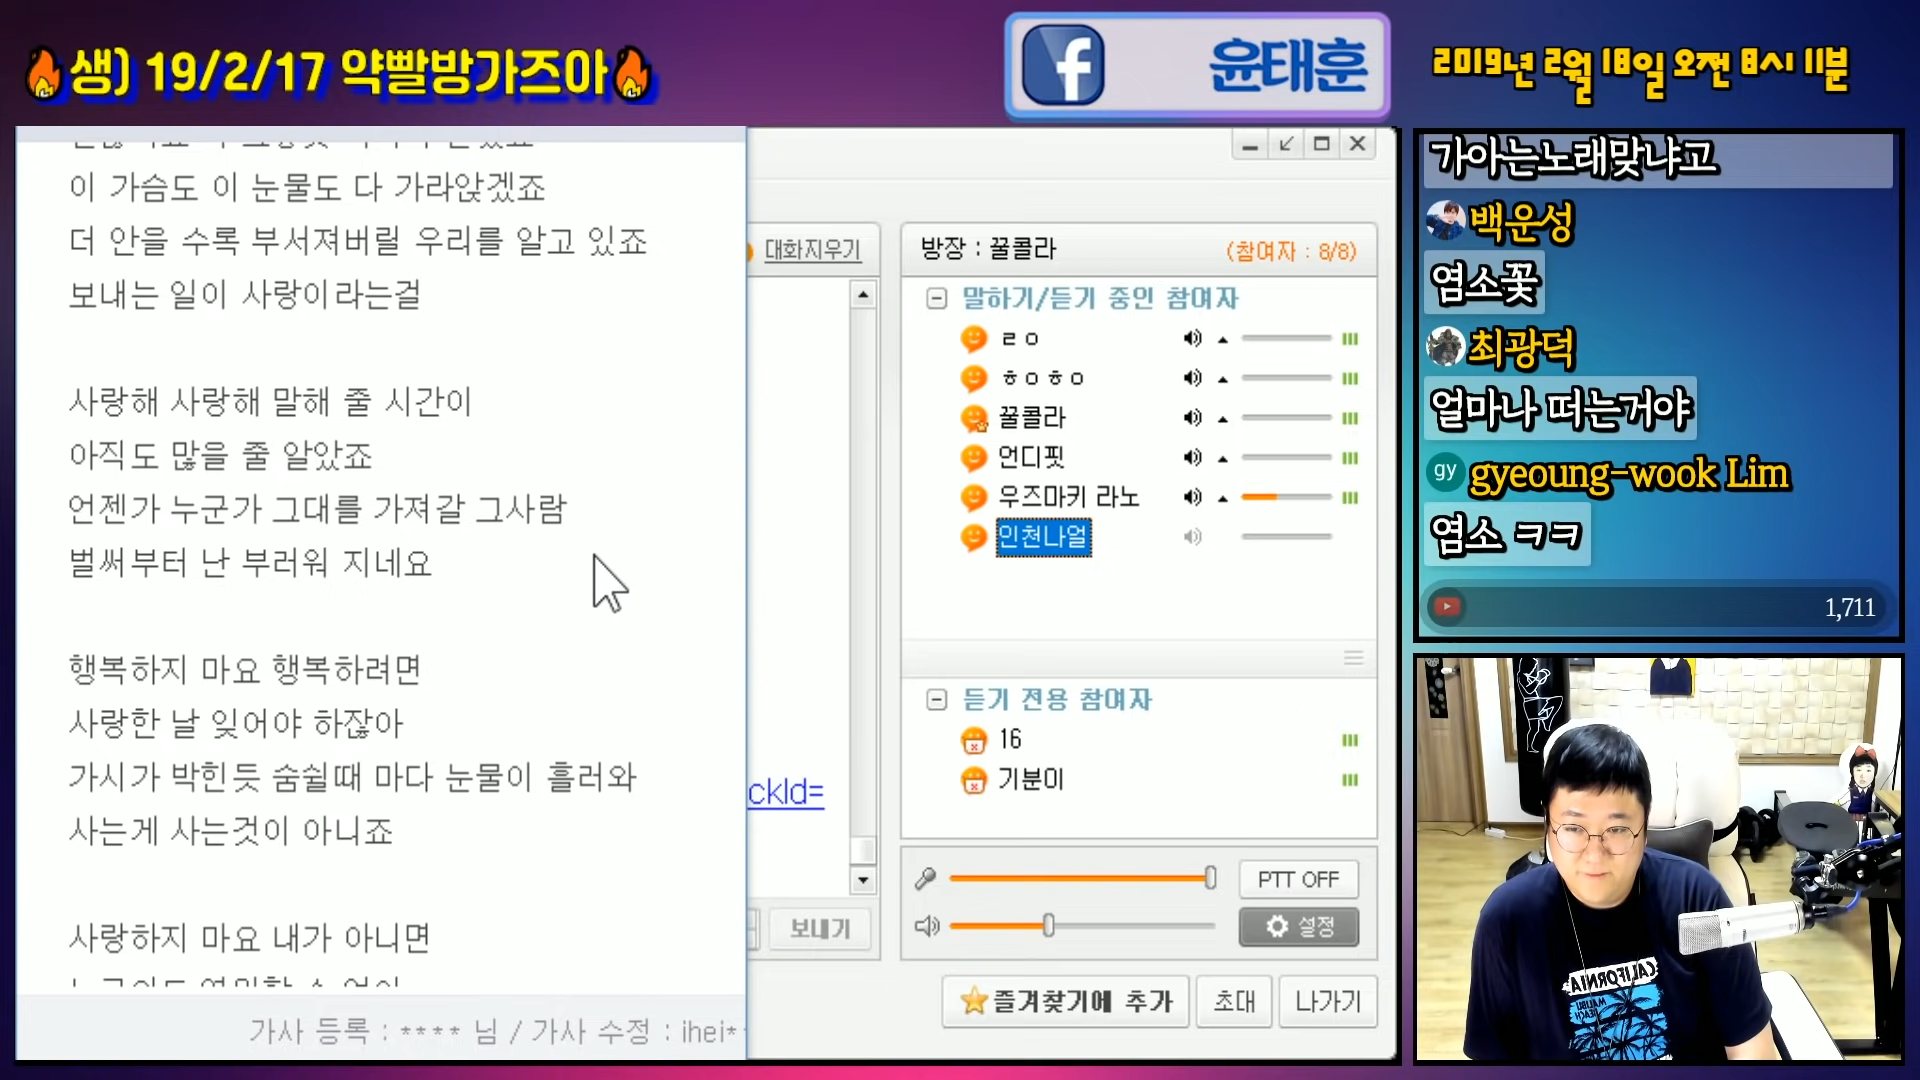 생) 19/2/17 약빨방가즈아
윤태훈
2019년 2월 18일 오전 8시 11분
이 가슴도 이 눈물도 다 가라앉겠죠
더 안을 수록 부서져버릴 우리를 알고 있죠
보내는 일이 사랑이라는걸
사랑해 사랑해 말해 줄 시간이
아직도 많을 줄 알았죠
언젠가 누군가 그대를 가져갈 그사람
벌써부터 난 부러워 지네요
행복하지 마요 행복하려면
사랑한 날 잊어야 하잖아
가시가 박힌듯 숨쉴때 마다 눈물이 흘러와
사는게 사는것이 아니죠
사랑하지 마요 내가 아니면
가사 등록 : **** 님 / 가사 수정 : ihei*
대화지우기
ckId=
보내기
방장 : 꿀콜라
(참여자 : 8/8)
말하기/듣기 중인 참여자
ㄹㅇ
ㅎㅇㅎㅇ
꿀콜라
언디핏
우즈마키 라노
인천나얼
듣기 전용 참여자
16
기분이
PTT OFF
설정
즐겨찾기에 추가
초대
나가기
가아는노래맞냐고
백운성
염소꽃
최광덕
얼마나 떠는거야
gy gyeoung-wook Lim
염소 ㅋㅋ
1,711
CALIFORNIA
MALIBU
BEACH